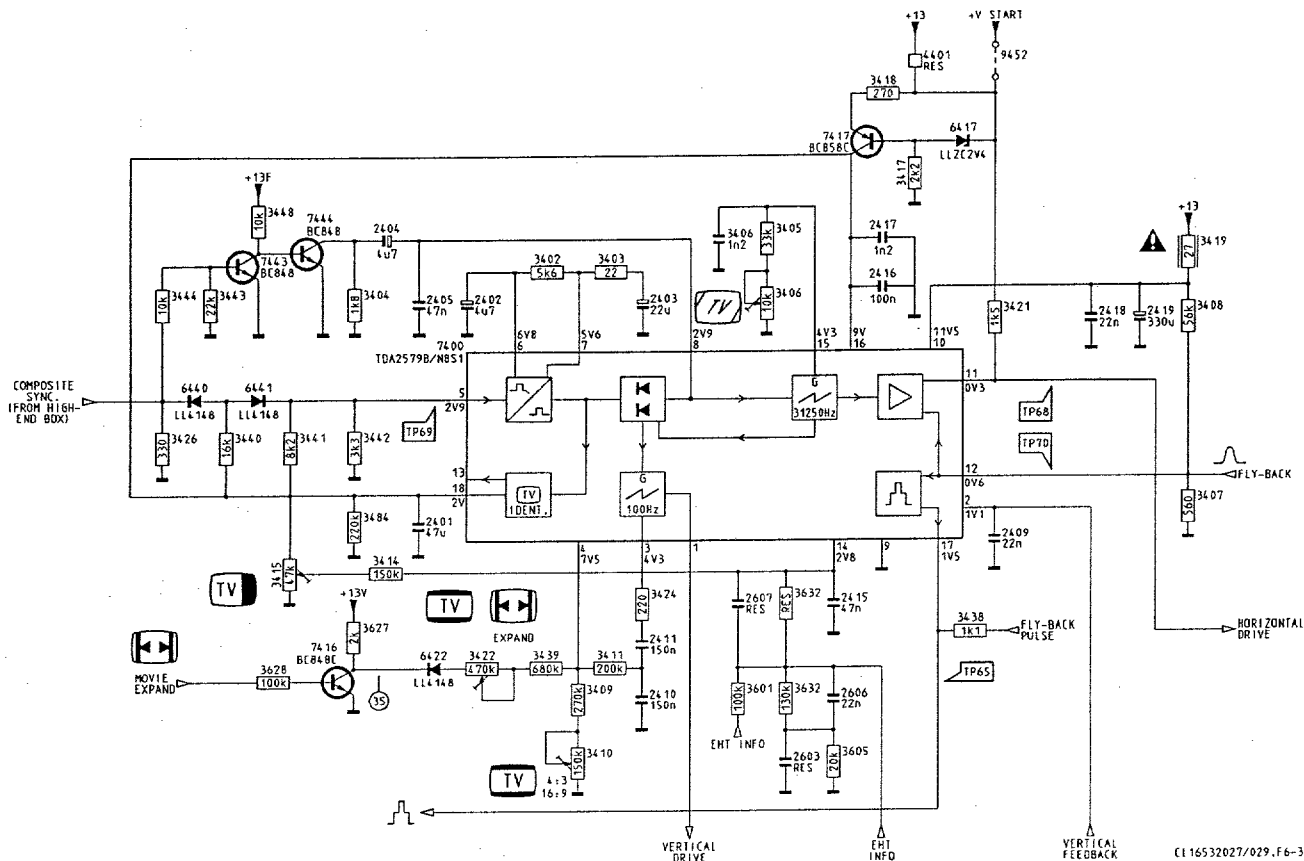 +13
+V START
4401
RES
9452
3418
270
7417
BC858C
6417
LLZC2V4
3417
2k2
+13F
10k
3448
7444
BC848
2404
4u7
7443
BC848
3444
10k
3443
22k
3404
1k8
2405
47n
2402
4u7
3402
5k6
3403
22
2403
22u
3406
1n2
3405
33k
TV
10k
3406
2417
1n2
2416
100n
+13
3419
27
3421
1k5
2418
22n
2419
330u
3408
56k
7400
TDA2579B/N8S1
6V8
6
5V6
7
2V9
8
4V3
15
9V
16
11V5
10
COMPOSITE
SYNC.
(FROM HIGH-
END BOX)
6440
LL4148
6441
LL4148
5
2V9
TP69
G
31250Hz
11
0V3
TP68
TP70
12
0V6
FLY-BACK
3426
330
3440
16k
3441
8k2
3442
3k3
13
18
2V
TV
IDENT.
G
100Hz
2
1V1
3407
560
3484
220k
2401
47u
4
7V5
3
4V3
1
14
2V8
9
17
1V5
2409
22n
TV
3415
47k
3414
150k
+13V
3627
2k
TV
EXPAND
3424
220
2411
150n
2607
RES
3632
RES
2415
47n
3438
1k1
FLY-BACK
PULSE
HORIZONTAL
DRIVE
MOVIE
EXPAND
3628
100k
7416
BC848C
35
6422
LL4148
3422
470k
3439
680k
3411
200k
3409
270k
2410
150n
3601
100k
3632
130k
2606
22n
TP65
EHT INFO
TV
4:3
16:9
3410
150k
2603
RES
3605
20k
VERTICAL
DRIVE
EHT
INFO
VERTICAL
FEEDBACK
CL16532027/029.F6-3